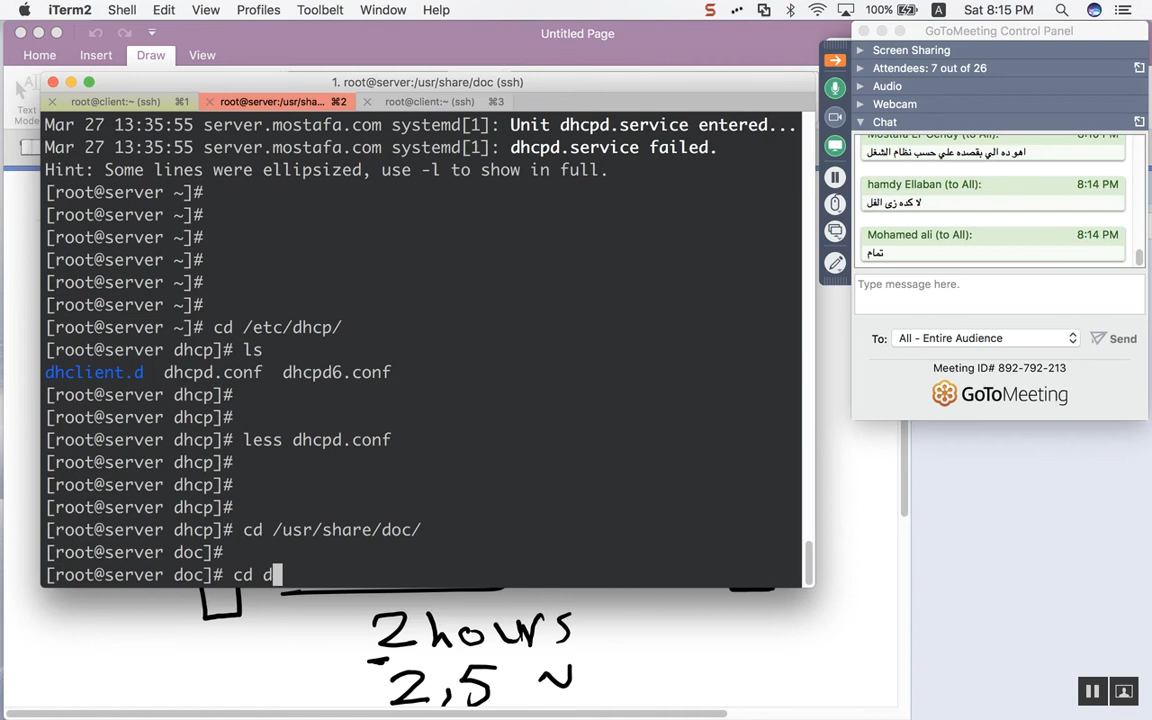 iTerm2 Shell Edit View Profiles Toolbelt Window Help
100% A Sat 8:15 PM
Untitled Page
Home Insert Draw View
Text
Mode
1. root@server:/usr/share/doc (ssh)
root@client:~ (ssh) ⌘1 root@server:/usr/sha... ⌘2 root@client:~ (ssh) ⌘3
Mar 27 13:35:55 server.mostafa.com systemd[1]: Unit dhcpd.service entered...
Mar 27 13:35:55 server.mostafa.com systemd[1]: dhcpd.service failed.
Hint: Some lines were ellipsized, use -l to show in full.
[root@server ~]#
[root@server ~]#
[root@server ~]#
[root@server ~]#
[root@server ~]#
[root@server ~]#
[root@server ~]# cd /etc/dhcp/
[root@server dhcp]# ls
dhclient.d dhcpd.conf dhcpd6.conf
[root@server dhcp]#
[root@server dhcp]#
[root@server dhcp]# less dhcpd.conf
[root@server dhcp]#
[root@server dhcp]#
[root@server dhcp]#
[root@server dhcp]# cd /usr/share/doc/
[root@server doc]#
[root@server doc]# cd d
2 hours
2,5 ~
GoToMeeting Control Panel
Screen Sharing
Attendees: 7 out of 26
Audio
Webcam
Chat
Mostafa El-Gendy (to All):
اهو ده الي بقصده علي حسب نظام الشغل
hamdy Ellaban (to All): 8:14 PM
لا كده زى الفل
Mohamed ali (to All): 8:14 PM
تمام
Type message here.
To: All - Entire Audience Send
Meeting ID# 892-792-213
GoToMeeting